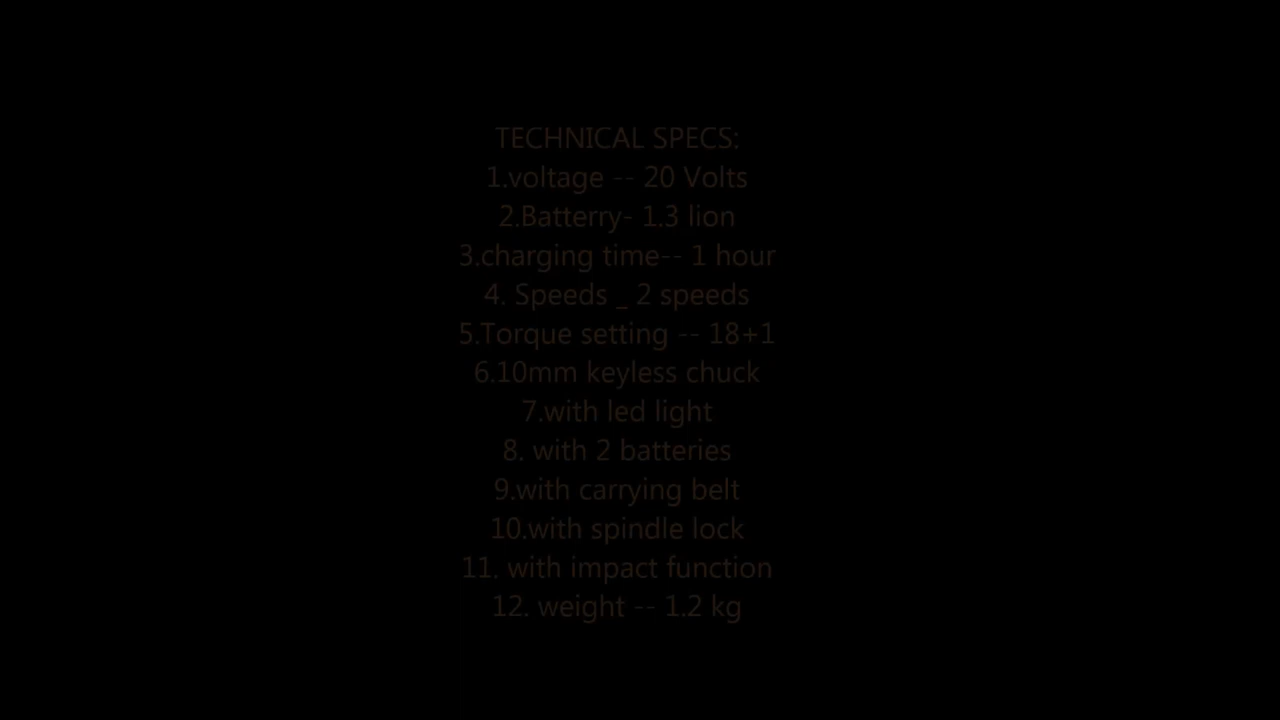 TECHNICAL SPECS:
1.voltage -- 20 Volts
2.Batterry- 1.3 lion
3.charging time-- 1 hour
4. Speeds _ 2 speeds
5.Torque setting -- 18+1
6.10mm keyless chuck
7.with led light
8. with 2 batteries
9.with carrying belt
10.with spindle lock
11. with impact function
12. weight -- 1.2 kg